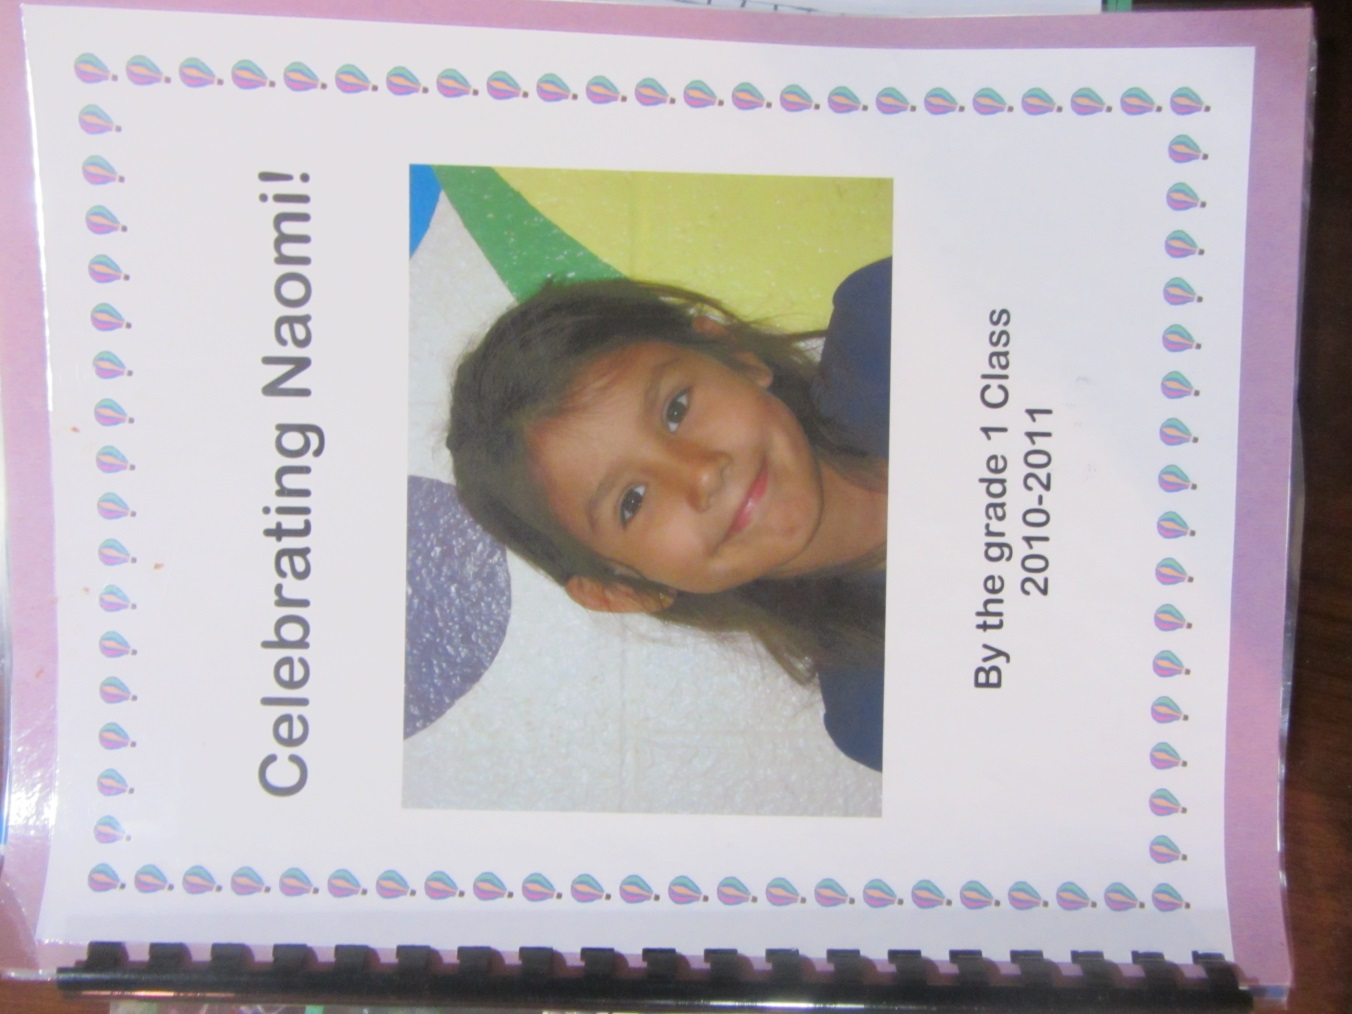 Celebrating Naomi!
By the grade 1 Class
2010-2011